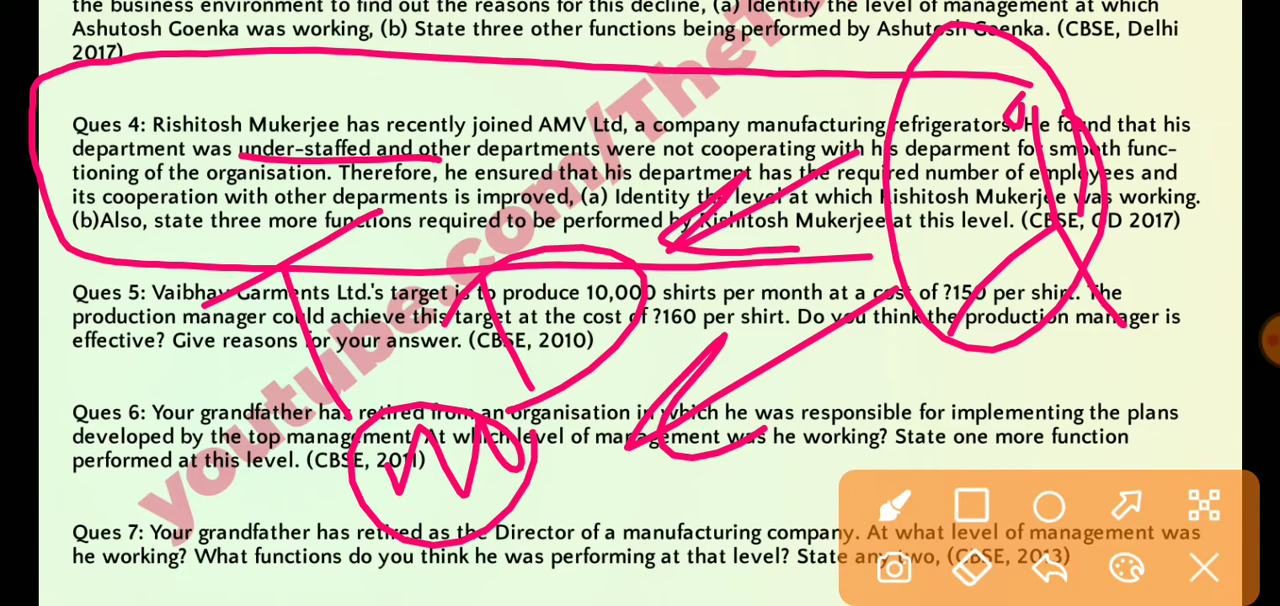 the business environment to find out the reasons for this decline, (a) Identify the level of management at which
Ashutosh Goenka was working, (b) State three other functions being performed by Ashutosh Goenka. (CBSE, Delhi
2017)
Ques 4: Rishitosh Mukerjee has recently joined AMV Ltd, a company manufacturing refrigerators. He found that his
department was under-staffed and other departments were not cooperating with his deparment for smooth func-
tioning of the organisation. Therefore, he ensured that his department has the required number of employees and
its cooperation with other deparments is improved, (a) Identity the level at which Rishitosh Mukerjee was working.
(b)Also, state three more functions required to be performed by Rishitosh Mukerjee at this level. (CBSE, OD 2017)
Ques 5: Vaibhav Garments Ltd.'s target is to produce 10,000 shirts per month at a cost of ?150 per shirt. The
production manager could achieve this target at the cost of ?160 per shirt. Do you think the production manager is
effective? Give reasons for your answer. (CBSE, 2010)
Ques 6: Your grandfather has retired from an organisation in which he was responsible for implementing the plans
developed by the top management. At which level of management was he working? State one more function
performed at this level. (CBSE, 2011)
Ques 7: Your grandfather has retired as the Director of a manufacturing company. At what level of management was
he working? What functions do you think he was performing at that level? State any two, (CBSE, 2013)